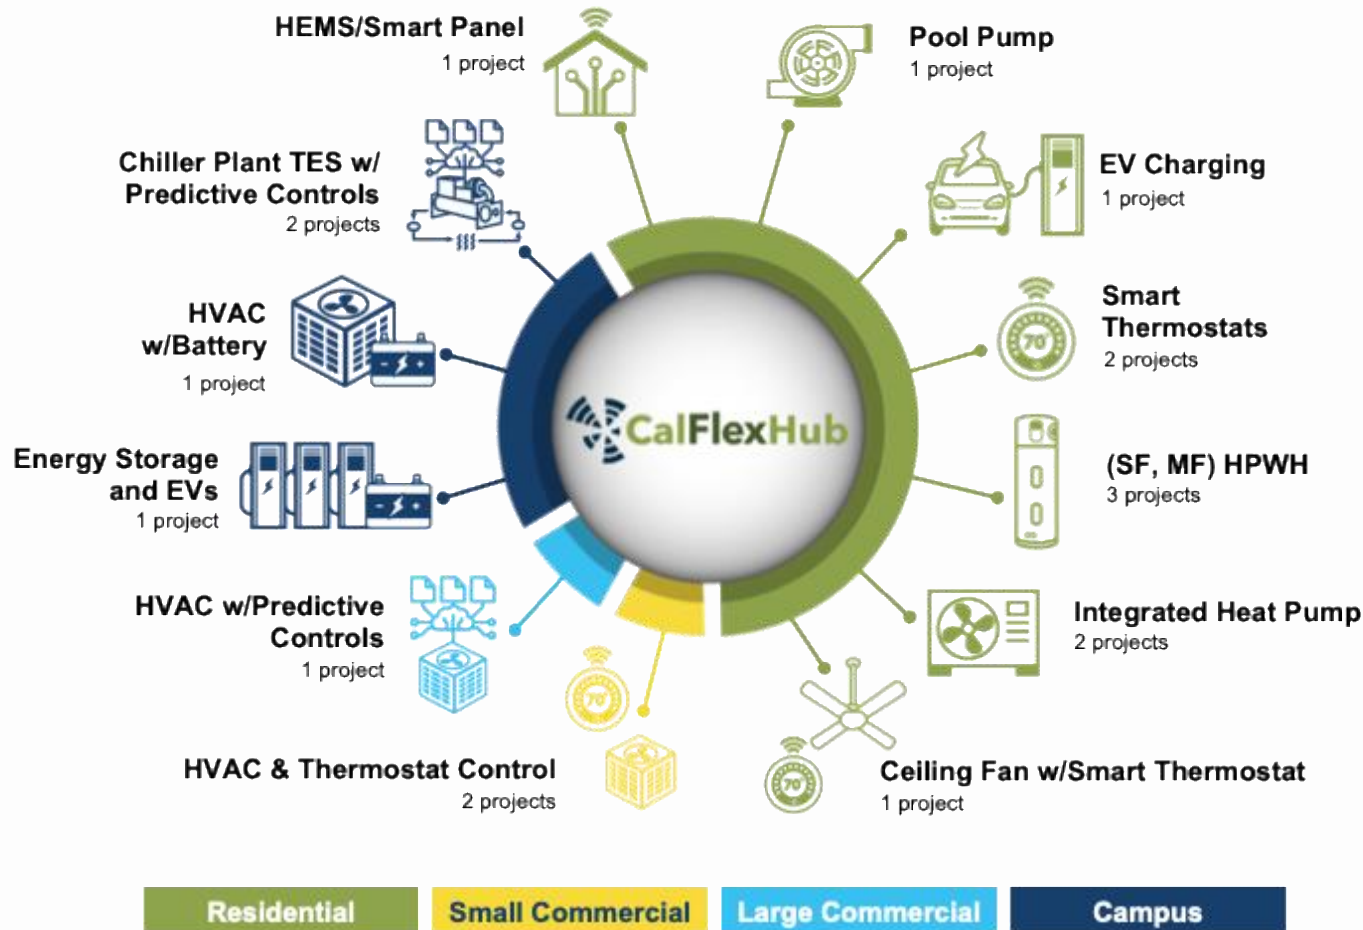 HEMS/Smart Panel
1 project
Pool Pump
1 project
Chiller Plant TES w/
Predictive Controls
2 projects
EV Charging
1 project
HVAC
w/Battery
1 project
Smart
Thermostats
2 projects
70°
CalFlexHub
Energy Storage
and EVs
1 project
(SF, MF) HPWH
3 projects
HVAC w/Predictive
Controls
1 project
Integrated Heat Pump
2 projects
70°
HVAC & Thermostat Control
2 projects
70°
Ceiling Fan w/Smart Thermostat
1 project
Residential
Small Commercial
Large Commercial
Campus